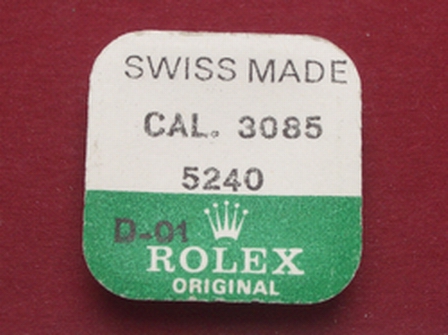 SWISS MADE
CAL. 3085
5240
D-01
ROLEX
ORIGINAL